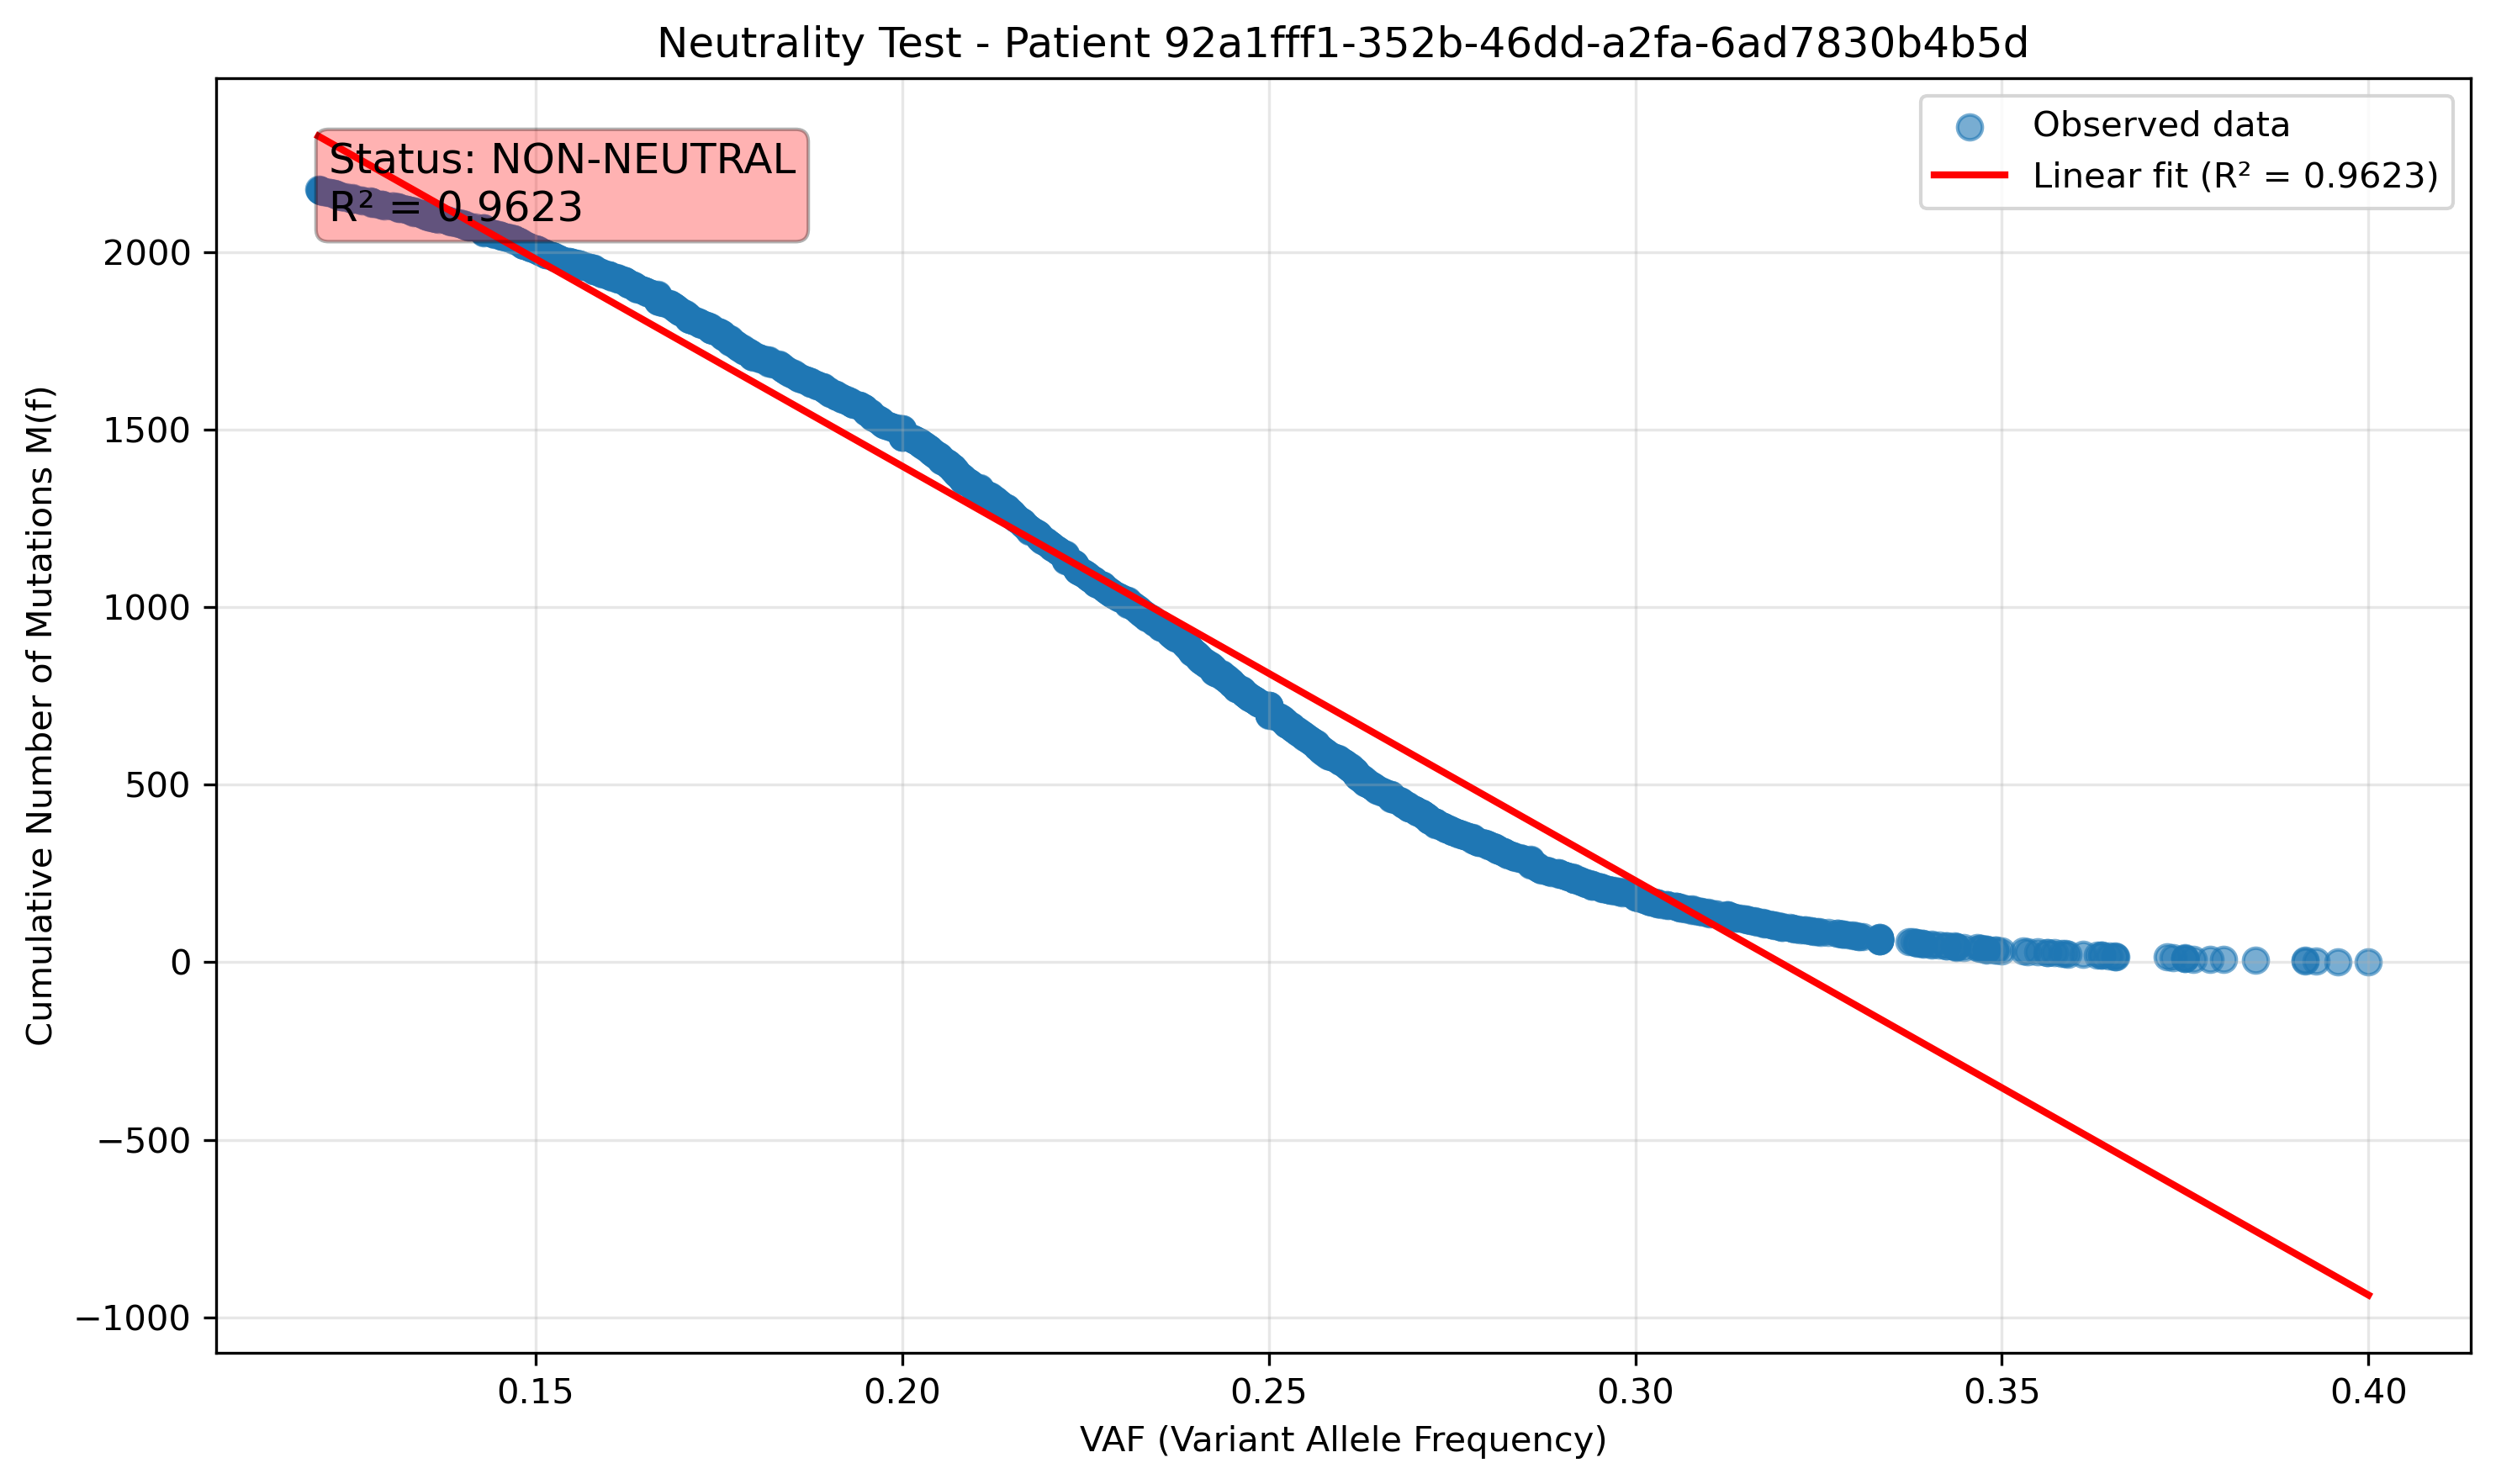 Neutrality Test - Patient 92a1fff1-352b-46dd-a2fa-6ad7830b4b5d
Status: NON-NEUTRAL
R² = 0.9623
Observed data
Linear fit (R² = 0.9623)
Cumulative Number of Mutations M(f)
2000
1500
1000
500
0
−500
−1000
0.15
0.20
0.25
0.30
0.35
0.40
VAF (Variant Allele Frequency)